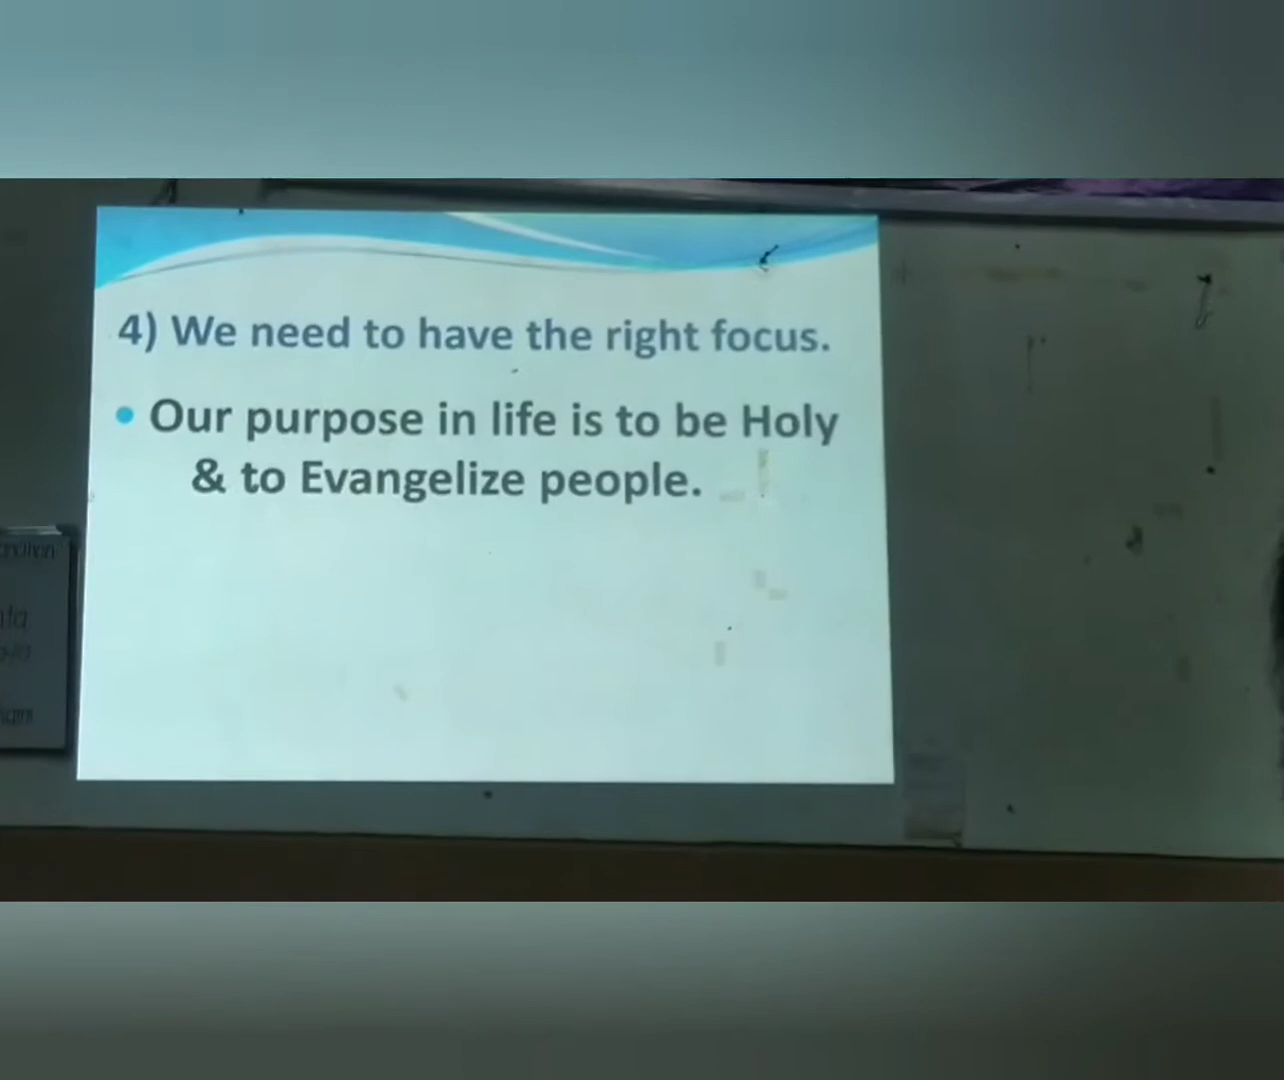 4) We need to have the right focus.
• Our purpose in life is to be Holy
& to Evangelize people.